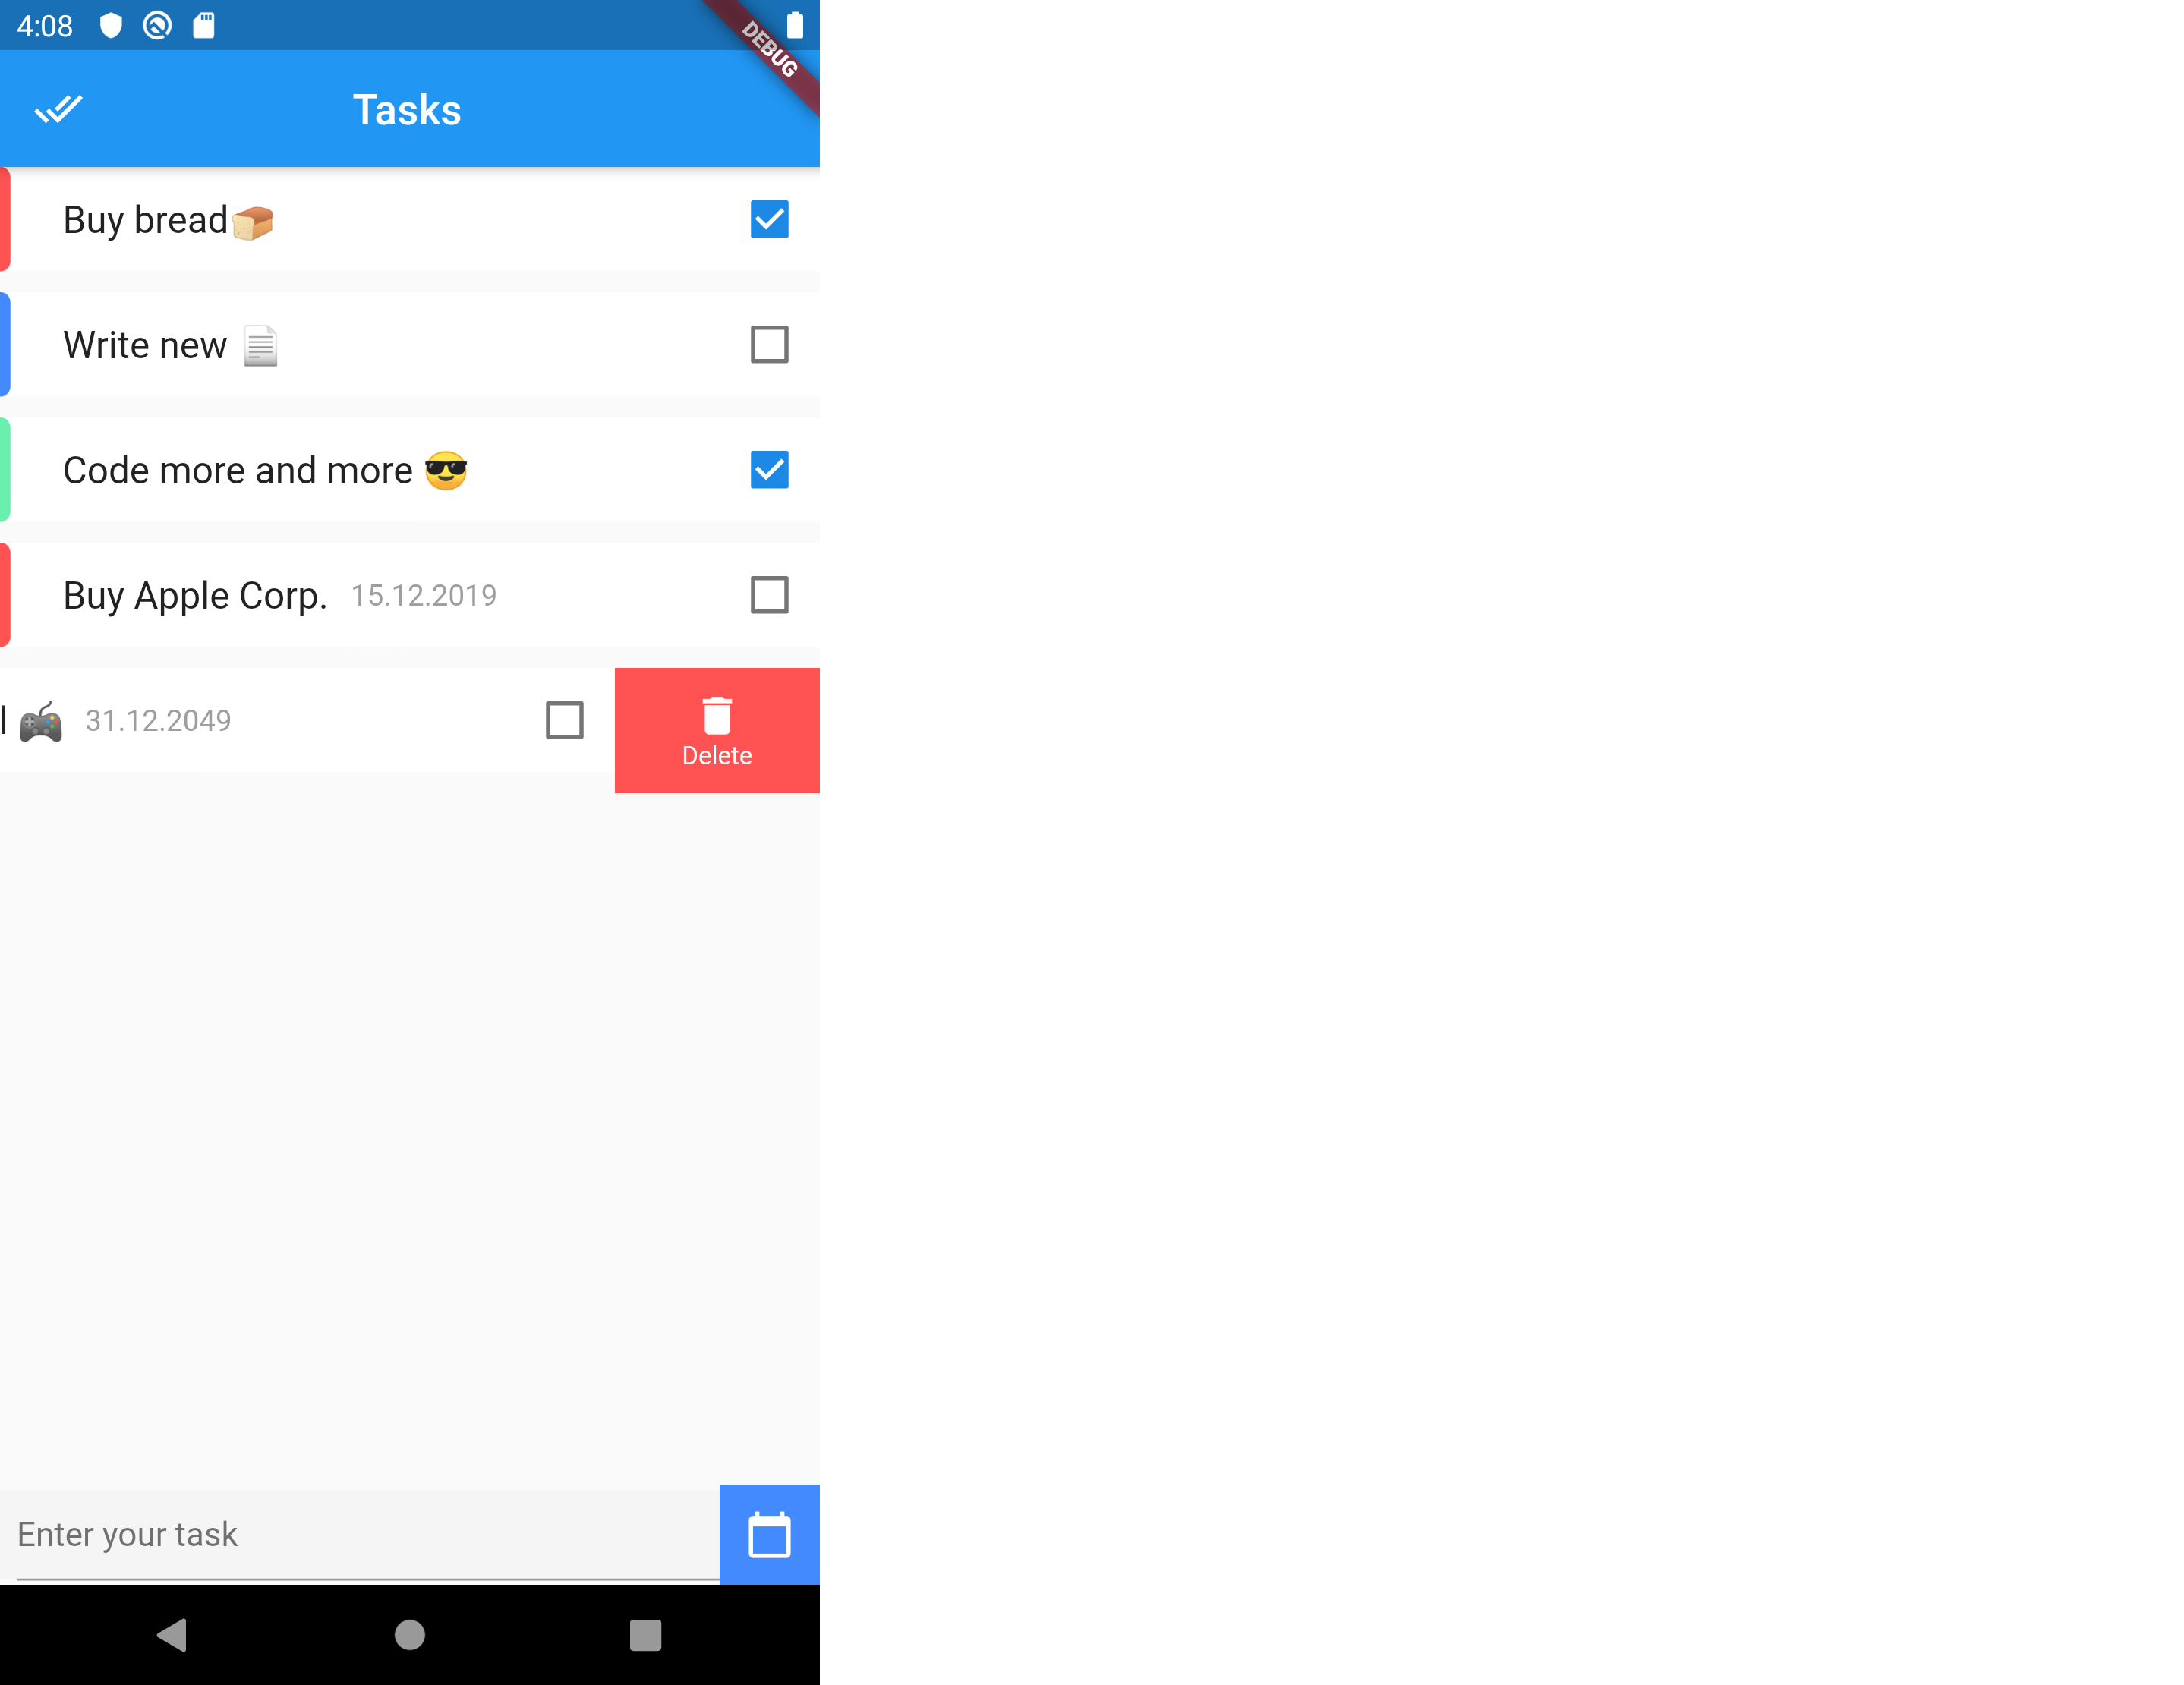 4:08
DEBUG
Tasks
Buy bread🍞
Write new 📄
Code more and more 😎
Buy Apple Corp. 15.12.2019
l 🎮 31.12.2049
Delete
Enter your task